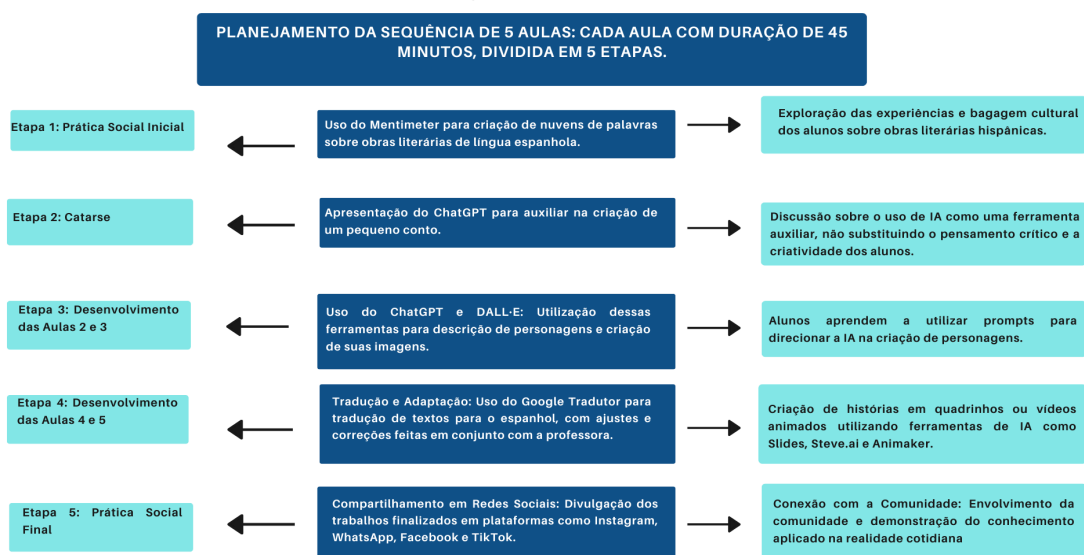 PLANEJAMENTO DA SEQUÊNCIA DE 5 AULAS: CADA AULA COM DURAÇÃO DE 45
MINUTOS, DIVIDIDA EM 5 ETAPAS.
Etapa 1: Prática Social Inicial
Uso do Mentimeter para criação de nuvens de palavras
sobre obras literárias de língua espanhola.
Exploração das experiências e bagagem cultural
dos alunos sobre obras literárias hispânicas.
Etapa 2: Catarse
Apresentação do ChatGPT para auxiliar na criação de
um pequeno conto.
Discussão sobre o uso de IA como uma ferramenta
auxiliar, não substituindo o pensamento crítico e a
criatividade dos alunos.
Etapa 3: Desenvolvimento
das Aulas 2 e 3
Uso do ChatGPT e DALL·E: Utilização dessas
ferramentas para descrição de personagens e criação
de suas imagens.
Alunos aprendem a utilizar prompts para
direcionar a IA na criação de personagens.
Etapa 4: Desenvolvimento
das Aulas 4 e 5
Tradução e Adaptação: Uso do Google Tradutor para
tradução de textos para o espanhol, com ajustes e
correções feitas em conjunto com a professora.
Criação de histórias em quadrinhos ou vídeos
animados utilizando ferramentas de IA como
Slides, Steve.ai e Animaker.
Etapa 5: Prática Social
Final
Compartilhamento em Redes Sociais: Divulgação dos
trabalhos finalizados em plataformas como Instagram,
WhatsApp, Facebook e TikTok.
Conexão com a Comunidade: Envolvimento da
comunidade e demonstração do conhecimento
aplicado na realidade cotidiana